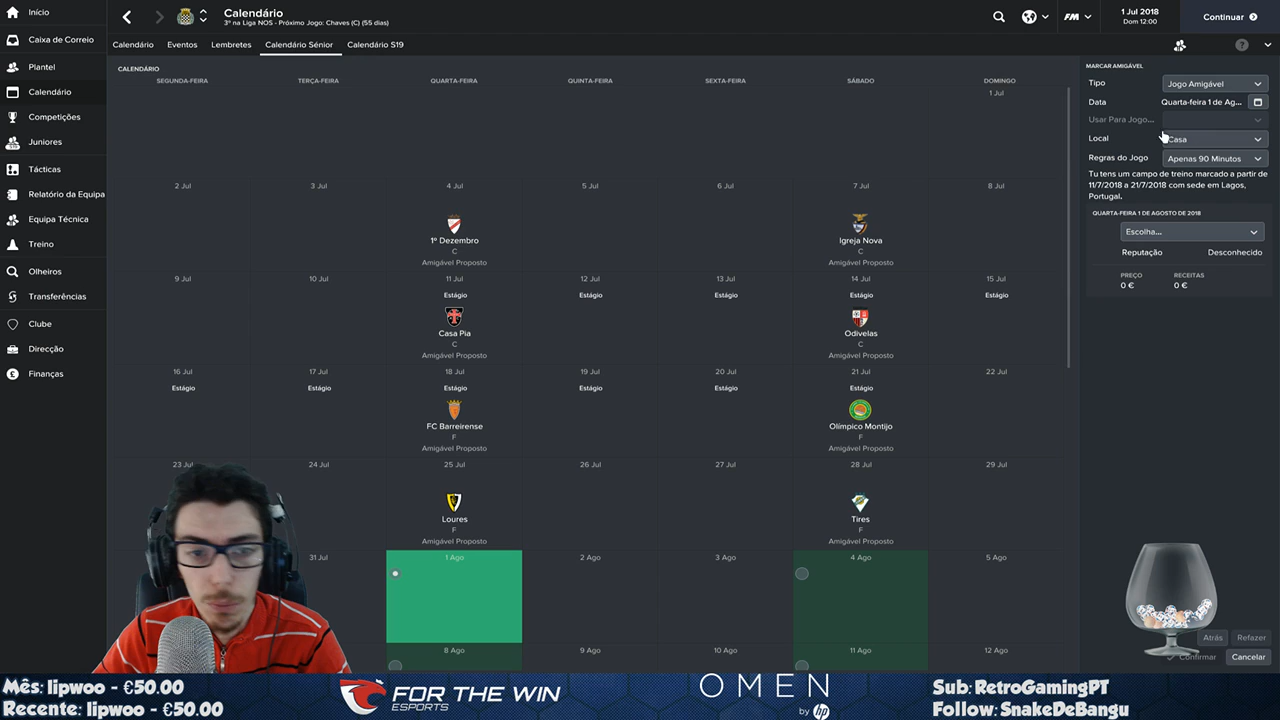 Início
Caixa de Correio
Plantel
Calendário
Competições
Juniores
Tácticas
Relatório da Equipa
Equipa Técnica
Treino
Olheiros
Transferências
Clube
Direcção
Finanças
Calendário
3º na Liga NOS - Próximo Jogo: Chaves (C) (55 dias)
FM
1 Jul 2018
Dom 12:00
Continuar
Calendário Eventos Lembretes Calendário Sénior Calendário S19
CALENDÁRIO
SEGUNDA-FEIRA TERÇA-FEIRA QUARTA-FEIRA QUINTA-FEIRA SEXTA-FEIRA SÁBADO DOMINGO
1 Jul
2 Jul 3 Jul 4 Jul 5 Jul 6 Jul 7 Jul 8 Jul
1º Dezembro Igreja Nova
C C
Amigável Proposto Amigável Proposto
9 Jul 10 Jul 11 Jul 12 Jul 13 Jul 14 Jul 15 Jul
Estágio Estágio Estágio Estágio Estágio
Casa Pia Odivelas
C C
Amigável Proposto Amigável Proposto
16 Jul 17 Jul 18 Jul 19 Jul 20 Jul 21 Jul 22 Jul
Estágio Estágio Estágio Estágio Estágio Estágio
FC Barreirense Olímpico Montijo
F F
Amigável Proposto Amigável Proposto
23 Jul 24 Jul 25 Jul 26 Jul 27 Jul 28 Jul 29 Jul
Loures Tires
F F
Amigável Proposto Amigável Proposto
31 Jul 1 Ago 2 Ago 3 Ago 4 Ago 5 Ago
8 Ago 9 Ago 10 Ago 11 Ago 12 Ago
MARCAR AMIGÁVEL
Tipo Jogo Amigável
Data Quarta-feira 1 de Ag...
Usar Para Jogo...
Local Casa
Regras do Jogo Apenas 90 Minutos
Tu tens um campo de treino marcado a partir de
11/7/2018 a 21/7/2018 com sede em Lagos,
Portugal.
QUARTA-FEIRA 1 DE AGOSTO DE 2018
Escolha...
Reputação Desconhecido
PREÇO RECEITAS
0 € 0 €
Atrás Refazer
Confirmar Cancelar
Mês: lipwoo - €50.00
Recente: lipwoo - €50.00
FOR THE WIN
ESPORTS
OMEN
by hp
Sub: RetroGamingPT
Follow: SnakeDeBangu